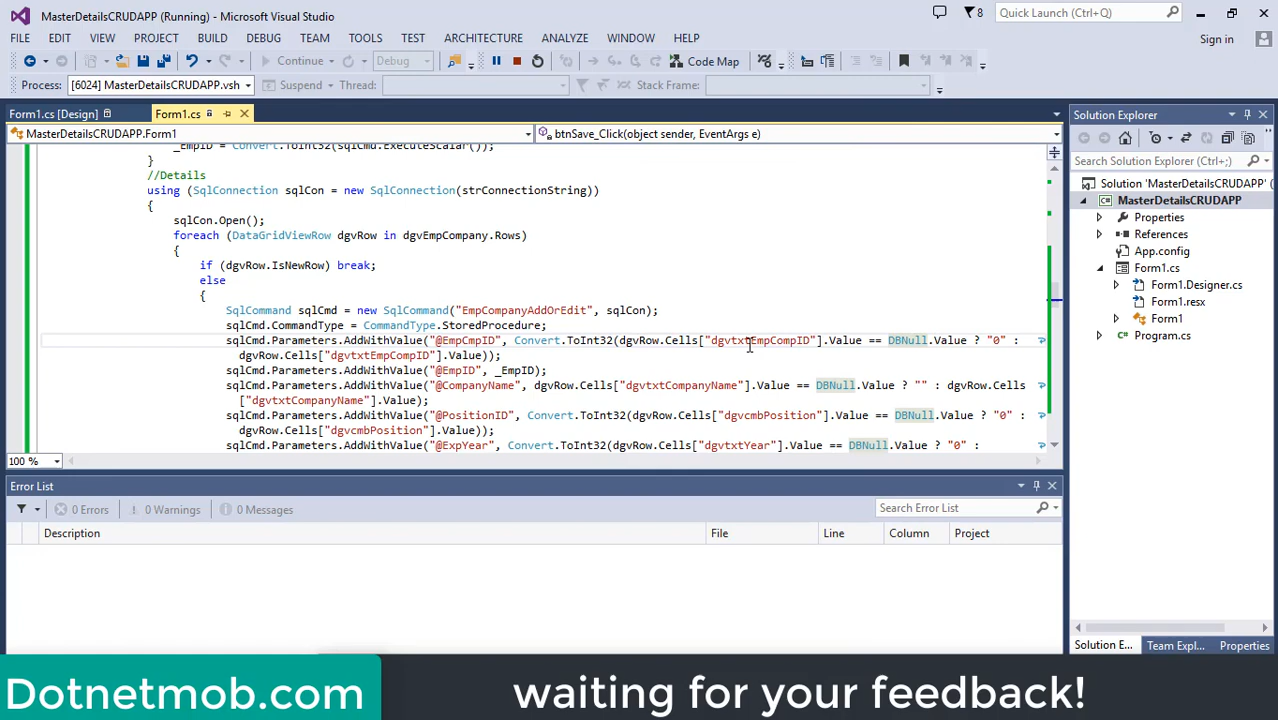 MasterDetailsCRUDAPP (Running) - Microsoft Visual Studio
8
Quick Launch (Ctrl+Q)
FILE EDIT VIEW PROJECT BUILD DEBUG TEAM TOOLS TEST ARCHITECTURE ANALYZE WINDOW HELP
Sign in
Continue Debug Code Map
Process: [6024] MasterDetailsCRUDAPP.vsh Suspend Thread: Stack Frame:
Form1.cs [Design] Form1.cs
MasterDetailsCRUDAPP.Form1 btnSave_Click(object sender, EventArgs e)
_EmpID = Convert.ToInt32(sqlCmd.ExecuteScalar());
}
//Details
using (SqlConnection sqlCon = new SqlConnection(strConnectionString))
{
sqlCon.Open();
foreach (DataGridViewRow dgvRow in dgvEmpCompany.Rows)
{
if (dgvRow.IsNewRow) break;
else
{
SqlCommand sqlCmd = new SqlCommand("EmpCompanyAddOrEdit", sqlCon);
sqlCmd.CommandType = CommandType.StoredProcedure;
sqlCmd.Parameters.AddWithValue("@EmpCmpID", Convert.ToInt32(dgvRow.Cells["dgvtxtEmpCompID"].Value == DBNull.Value ? "0" :
dgvRow.Cells["dgvtxtEmpCompID"].Value));
sqlCmd.Parameters.AddWithValue("@EmpID", _EmpID);
sqlCmd.Parameters.AddWithValue("@CompanyName", dgvRow.Cells["dgvtxtCompanyName"].Value == DBNull.Value ? "" : dgvRow.Cells
["dgvtxtCompanyName"].Value);
sqlCmd.Parameters.AddWithValue("@PositionID", Convert.ToInt32(dgvRow.Cells["dgvcmbPosition"].Value == DBNull.Value ? "0" :
dgvRow.Cells["dgvcmbPosition"].Value));
sqlCmd.Parameters.AddWithValue("@ExpYear", Convert.ToInt32(dgvRow.Cells["dgvtxtYear"].Value == DBNull.Value ? "0" :
100 %
Error List
0 Errors 0 Warnings 0 Messages Search Error List
Description File Line Column Project
Solution Explorer
Search Solution Explorer (Ctrl+;)
Solution 'MasterDetailsCRUDAPP' (
MasterDetailsCRUDAPP
Properties
References
App.config
Form1.cs
Form1.Designer.cs
Form1.resx
Form1
Program.cs
Solution E... Team Expl... Properties
Dotnetmob.com waiting for your feedback!